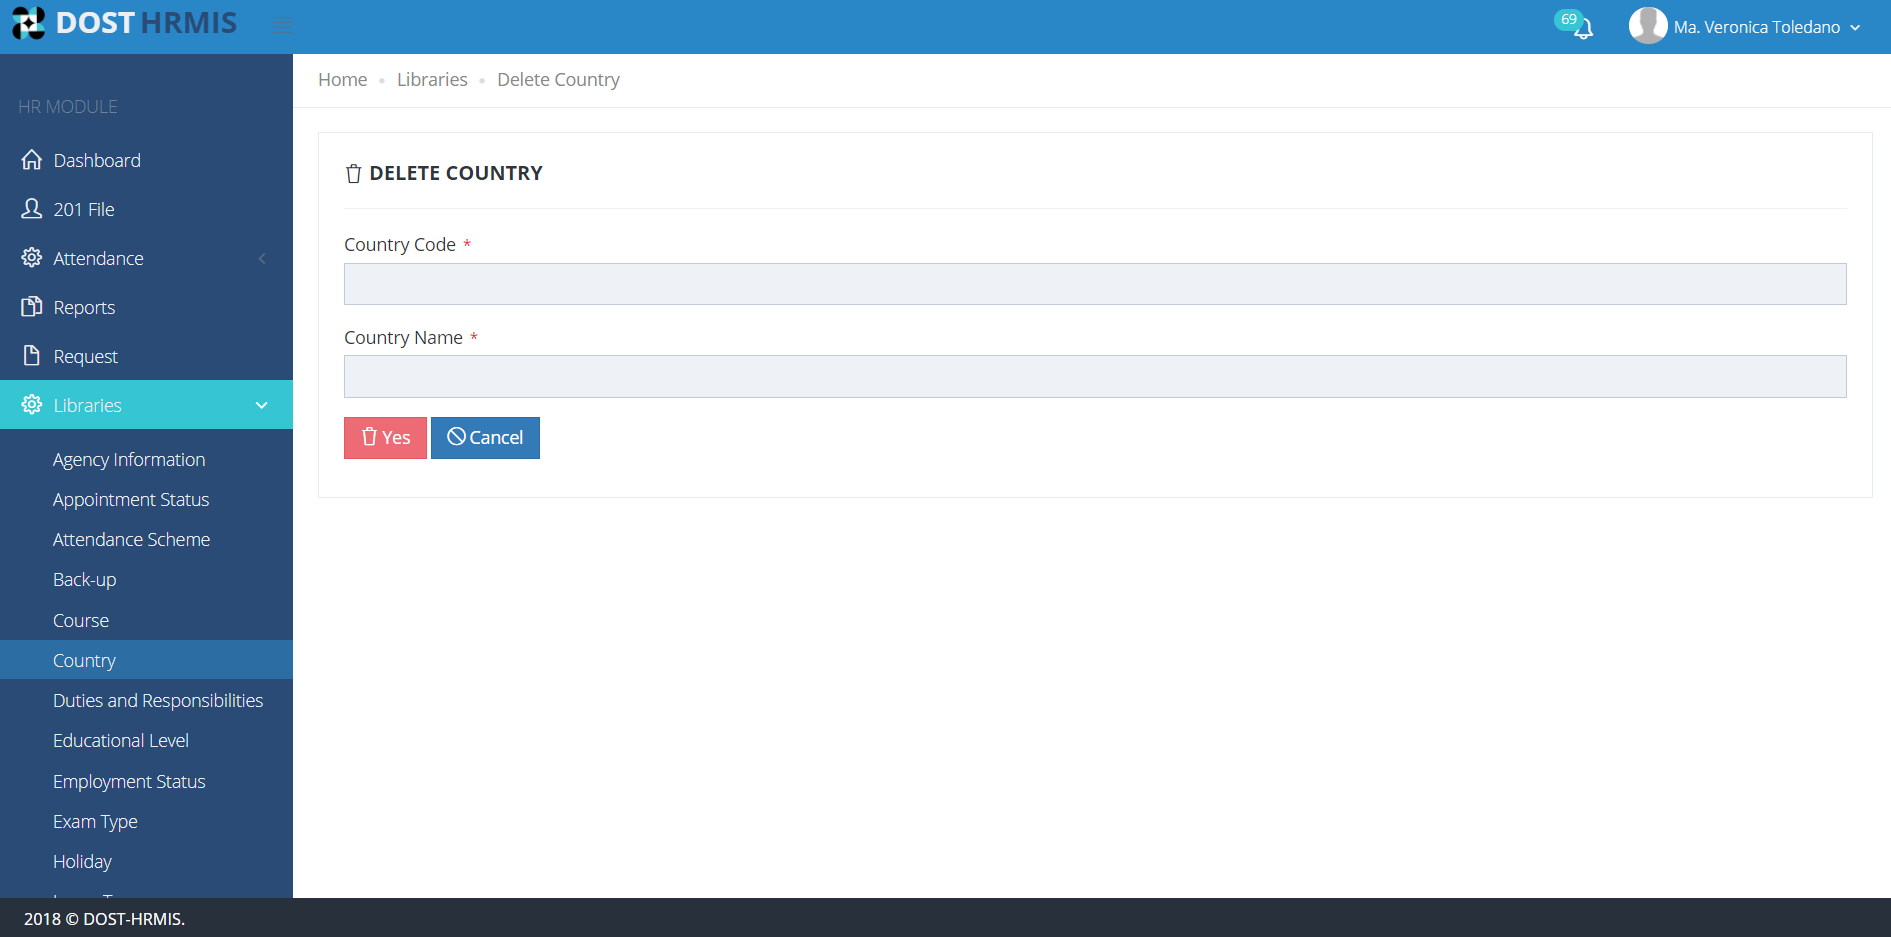 DOST HRMIS
69
Ma. Veronica Toledano
Home • Libraries • Delete Country
HR MODULE
Dashboard
201 File
Attendance
Reports
Request
Libraries
Agency Information
Appointment Status
Attendance Scheme
Back-up
Course
Country
Duties and Responsibilities
Educational Level
Employment Status
Exam Type
Holiday
DELETE COUNTRY
Country Code *
Country Name *
Yes
Cancel
2018 © DOST-HRMIS.